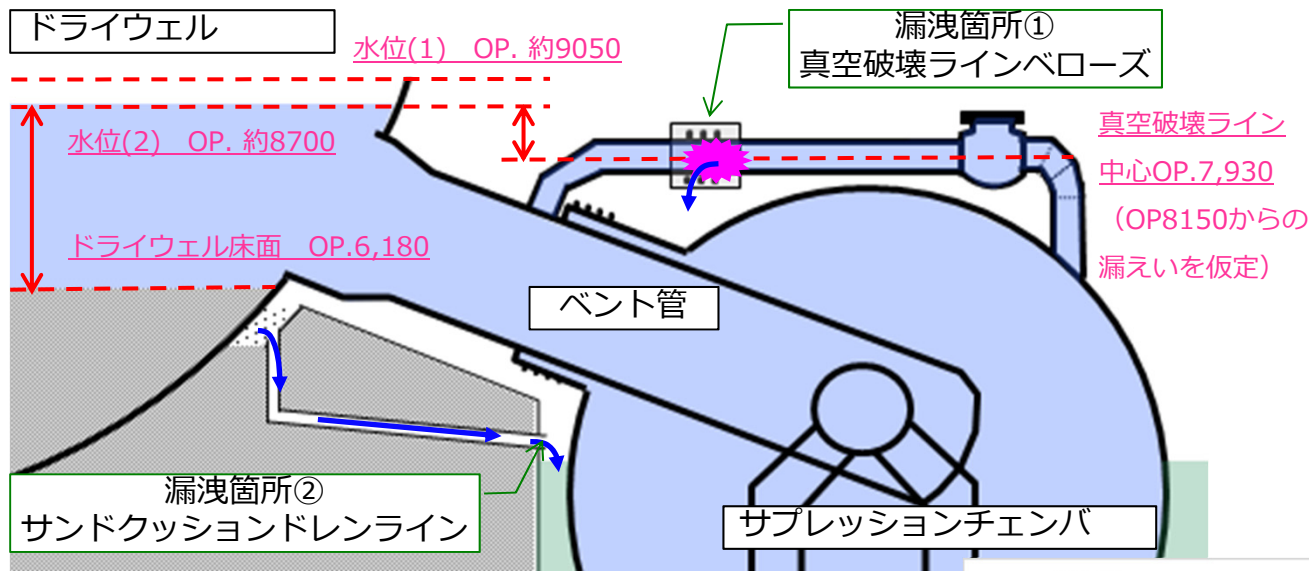 ドライウェル
水位(1) OP. 約9050
漏洩箇所①
真空破壊ラインベローズ
水位(2) OP. 約8700
真空破壊ライン
中心OP.7,930
（OP8150からの
漏えいを仮定）
ドライウェル床面 OP.6,180
ベント管
漏洩箇所②
サンドクッションドレンライン
サプレッションチェンバ